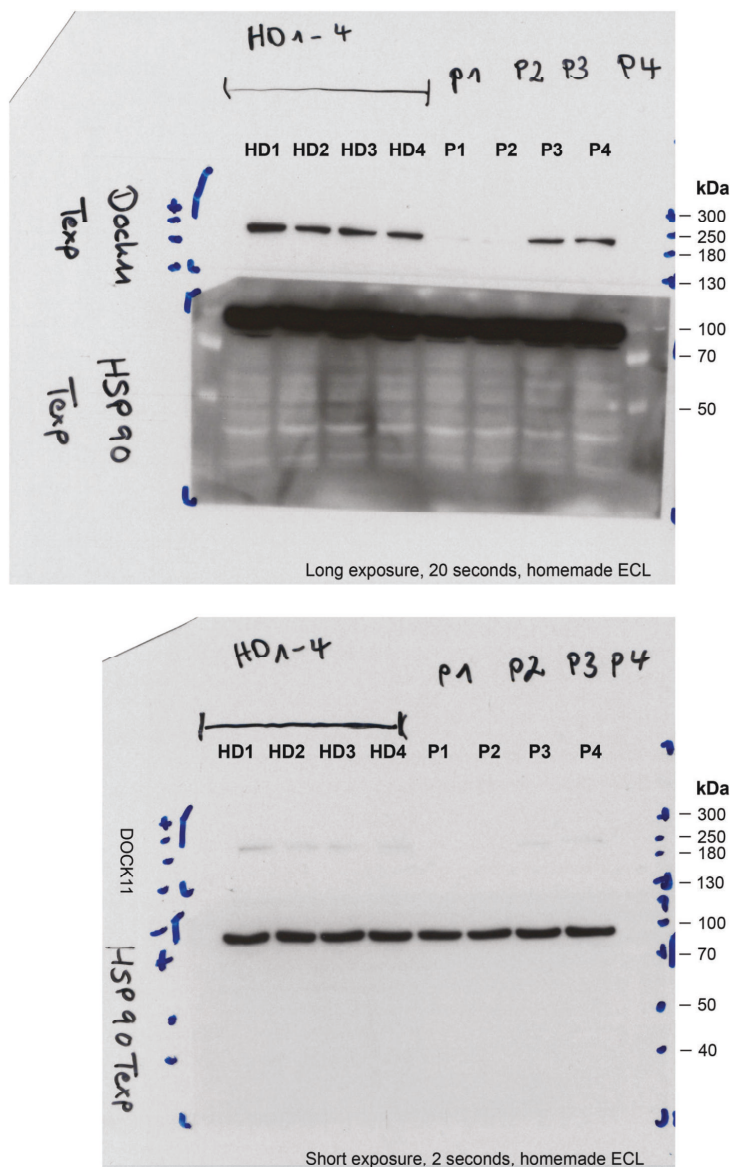 HD1-4 P1 P2 P3 P4
HD1 HD2 HD3 HD4 P1 P2 P3 P4
kDa
300
250
180
130
100
70
50
Dock11
Texp
HSP90
Texp
Long exposure, 20 seconds, homemade ECL
HD1-4 P1 P2 P3 P4
HD1 HD2 HD3 HD4 P1 P2 P3 P4
kDa
300
250
180
130
100
70
50
40
DOCK11
HSP90 Texp
Short exposure, 2 seconds, homemade ECL